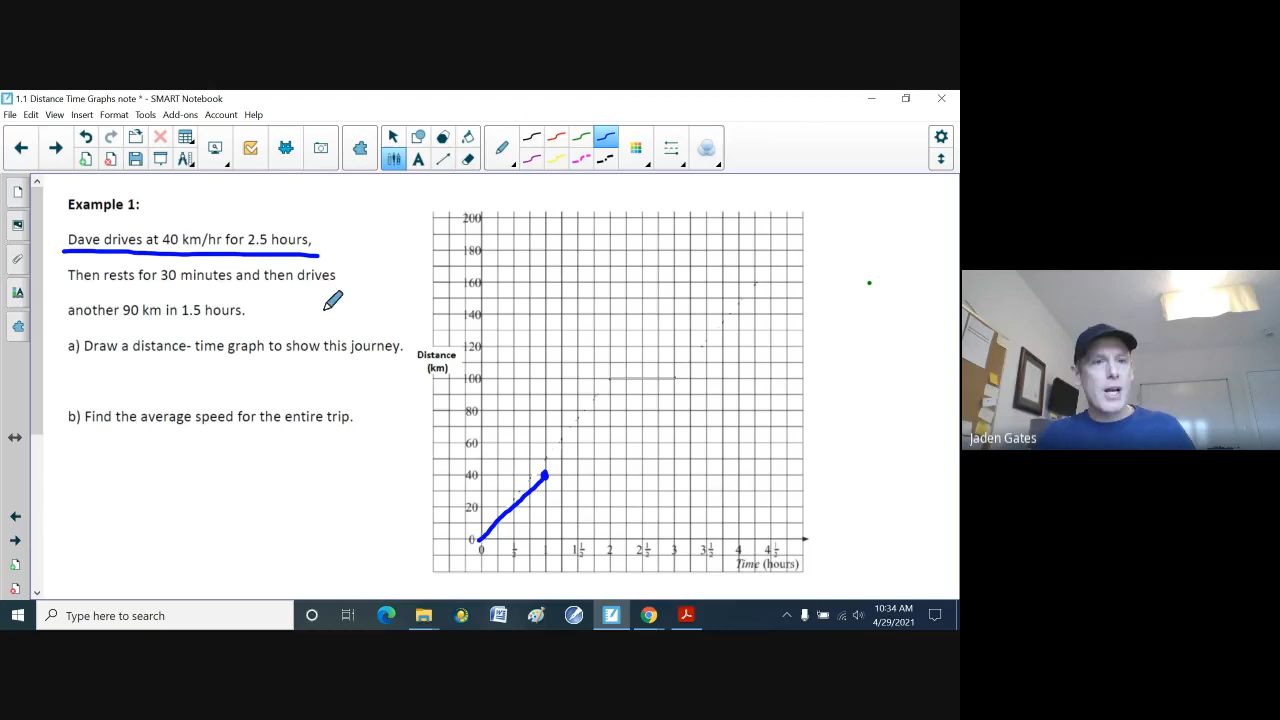 1.1 Distance Time Graphs note * - SMART Notebook
File Edit View Insert Format Tools Add-ons Account Help
Example 1:
Dave drives at 40 km/hr for 2.5 hours,
Then rests for 30 minutes and then drives
another 90 km in 1.5 hours.
a) Draw a distance- time graph to show this journey.
b) Find the average speed for the entire trip.
200
180
160
140
120
Distance
(km)
100
80
60
40
20
0
0 ½ 1 1½ 2 2½ 3 3½ 4 4½
Time (hours)
Jaden Gates
Type here to search
10:34 AM
4/29/2021